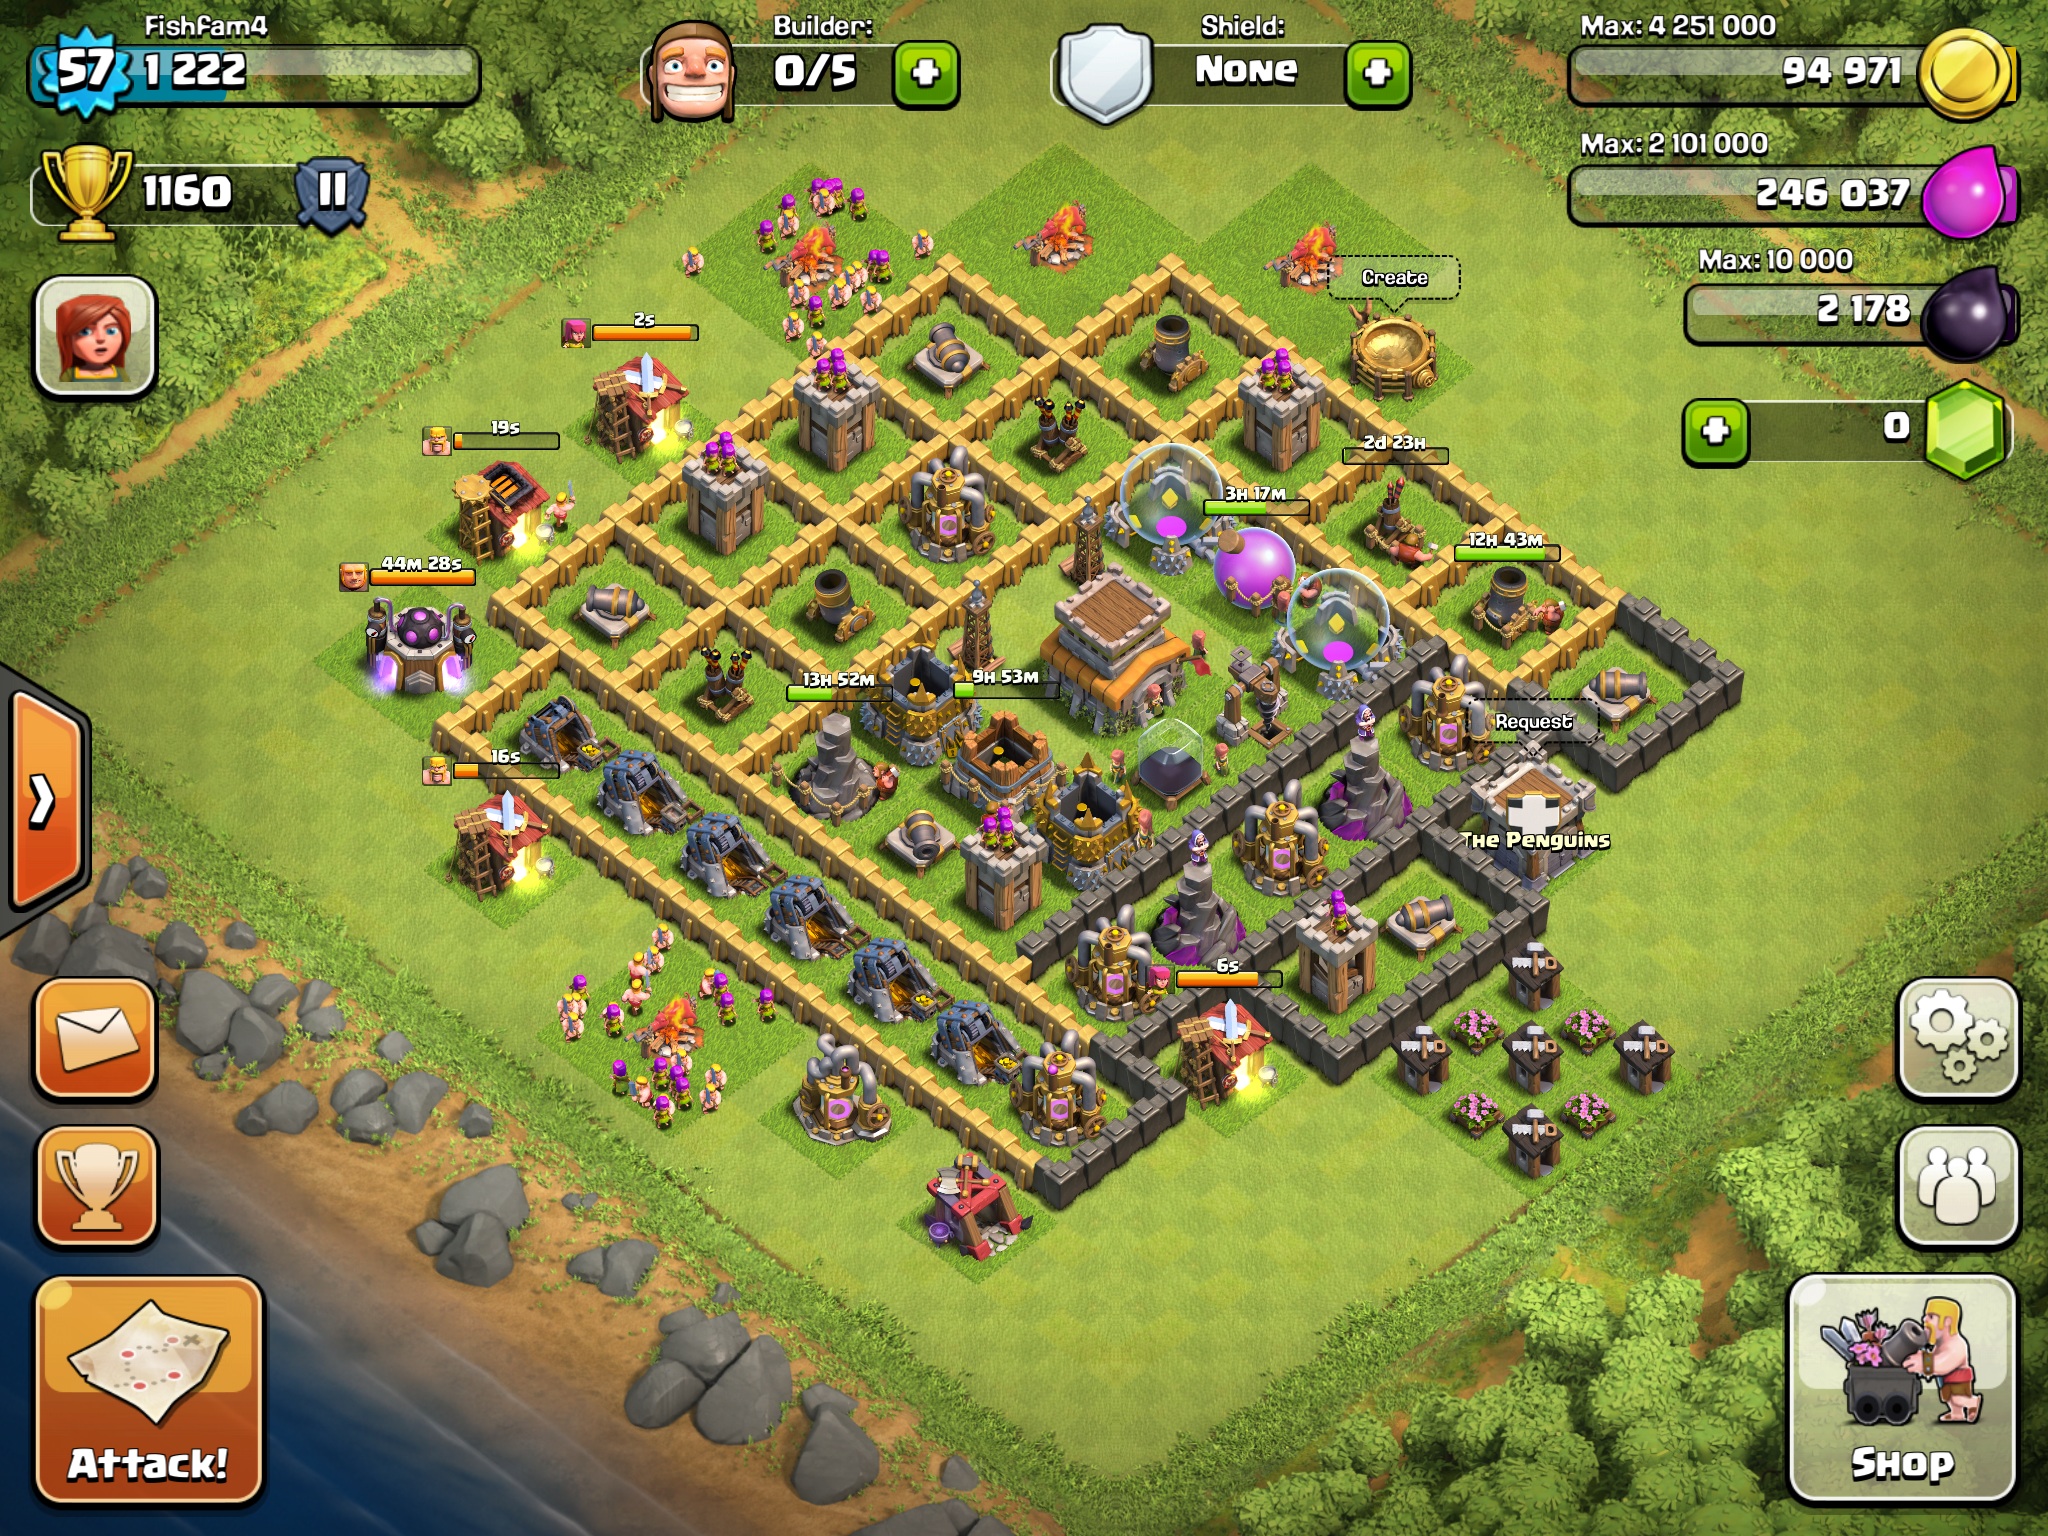 Fishfam4
57
1 222
Builder:
0/5
Shield:
None
Max: 4 251 000
94 971
1160
II
Max: 2 101 000
246 037
Max: 10 000
2 178
0
Create
2s
19s
2d 23h
3h 17m
12h 43m
44m 28s
13h 52m
9h 53m
Request
16s
The Penguins
6s
Attack!
Shop